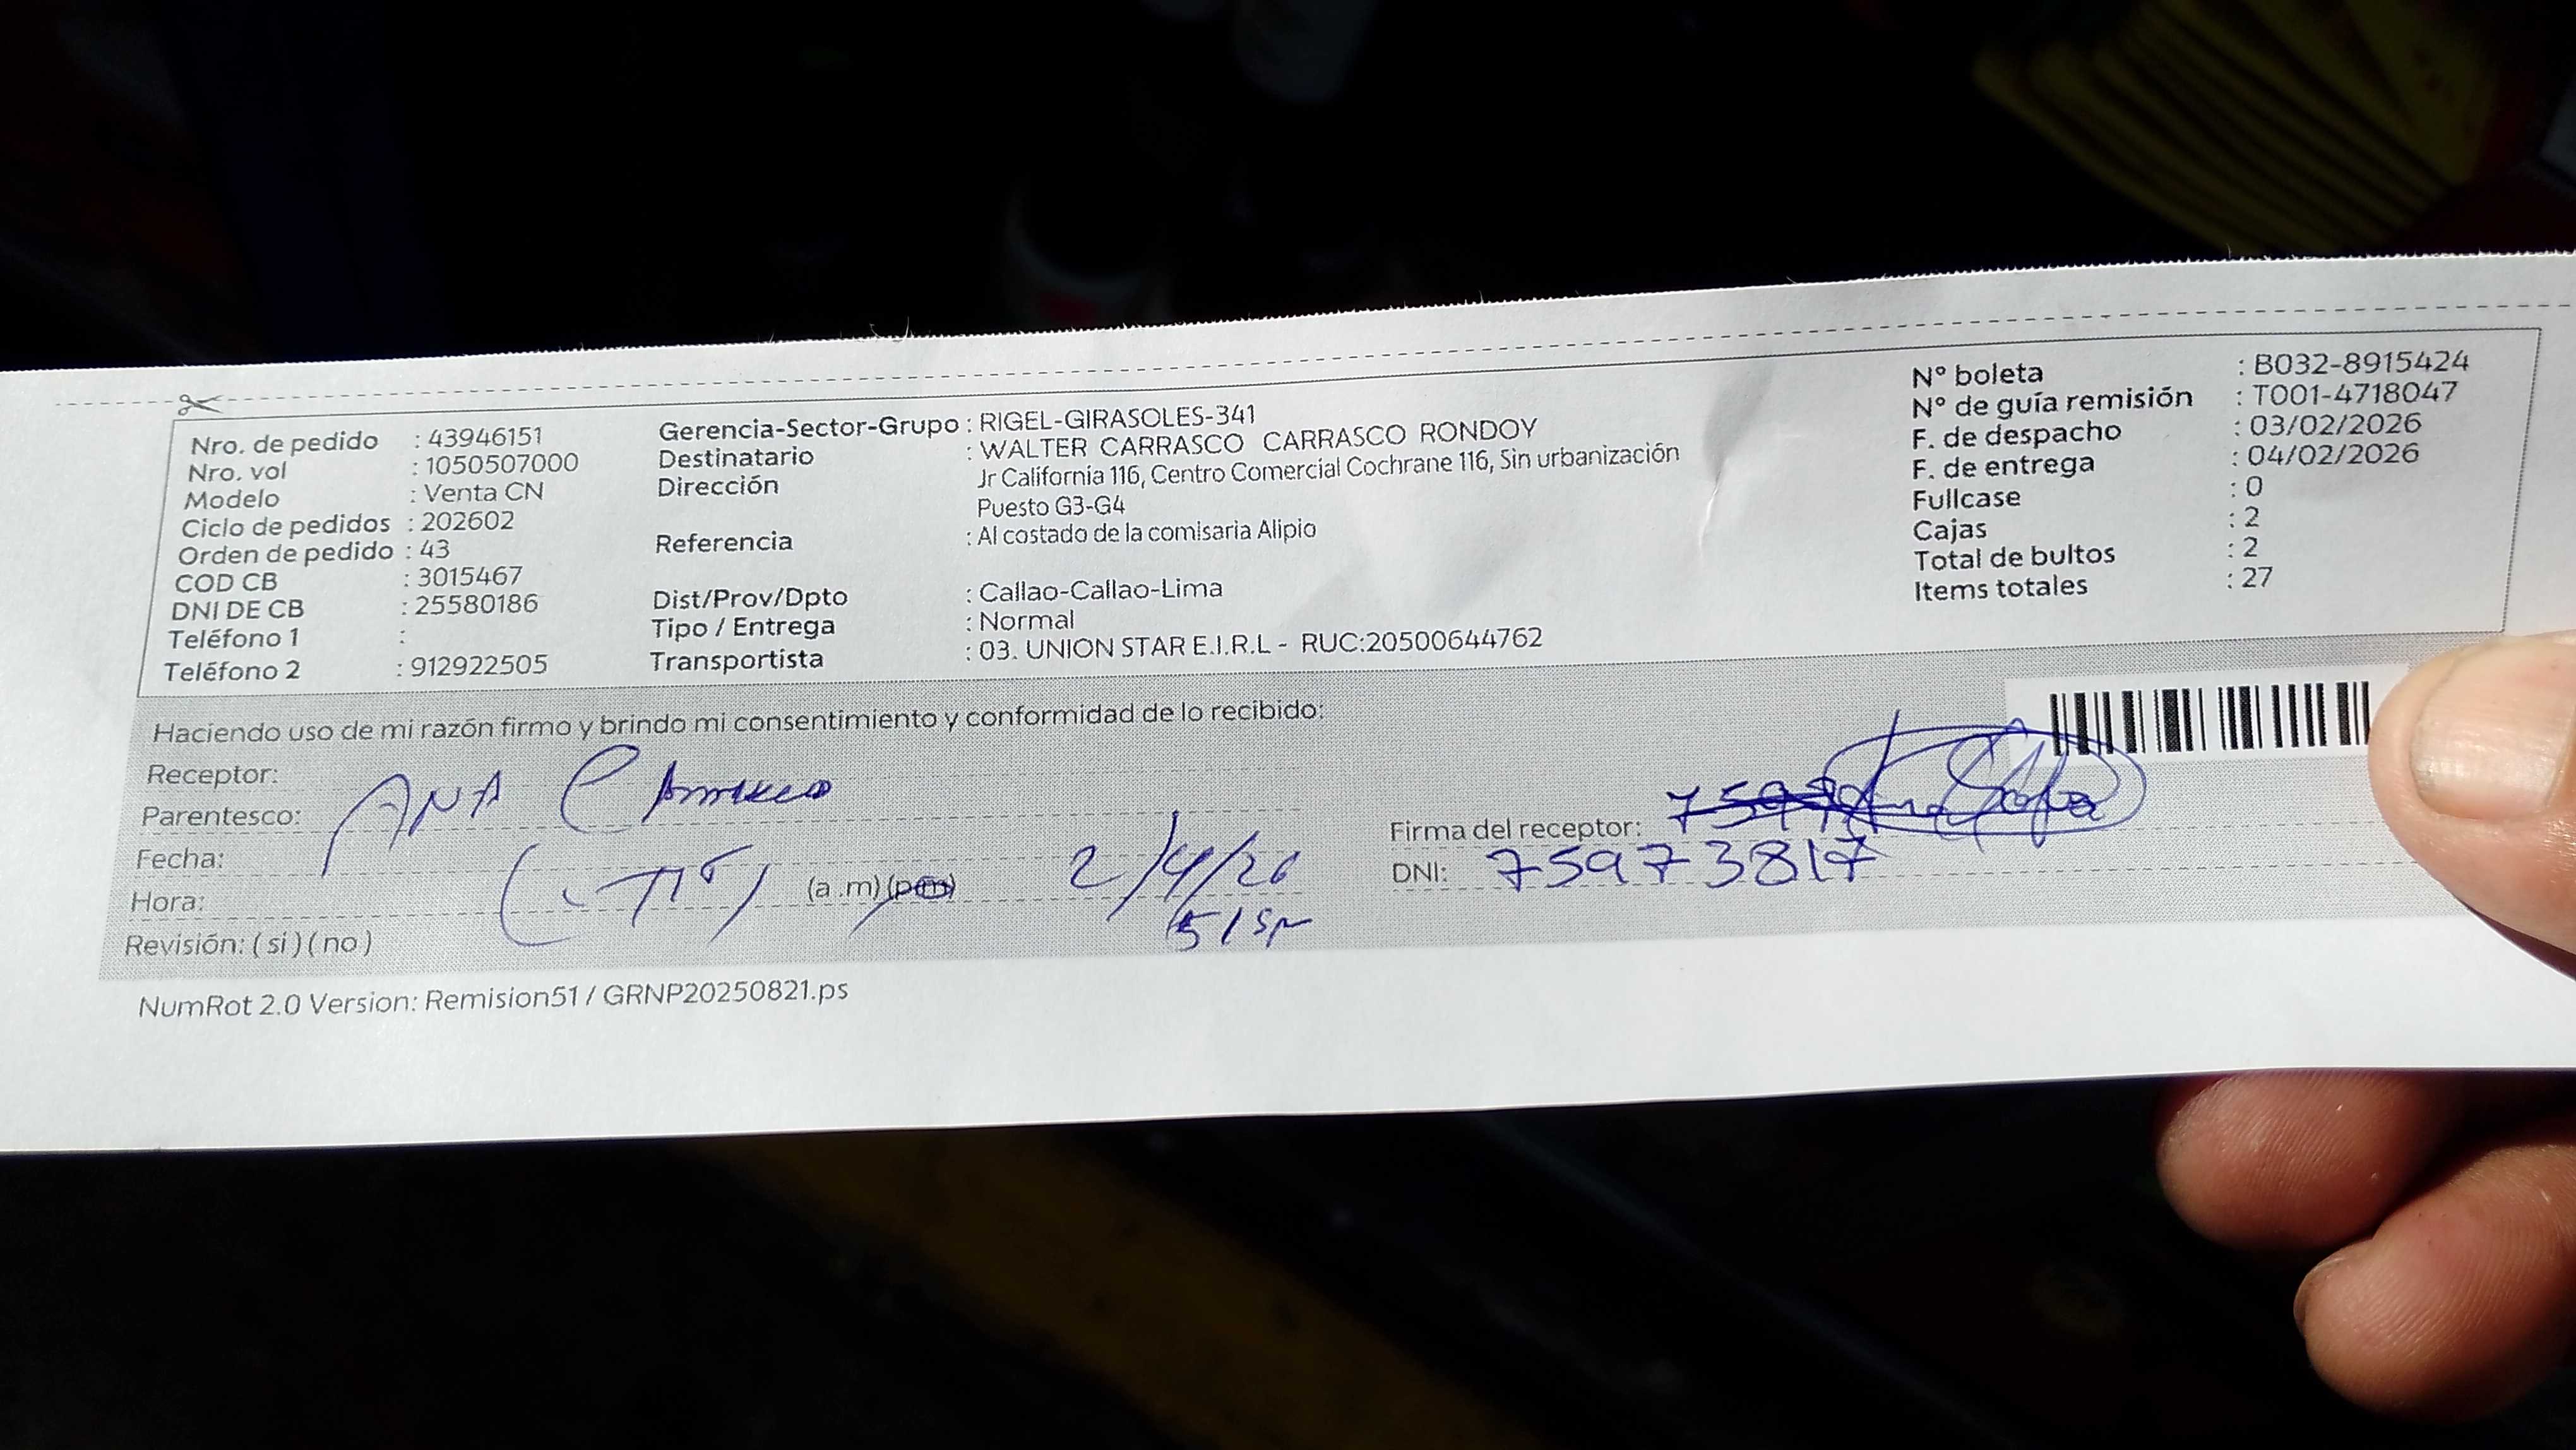 Nro. de pedido : 43946151
Nro. vol : 1050507000
Modelo : Venta CN
Ciclo de pedidos : 202602
Orden de pedido : 43
COD CB : 3015467
DNI DE CB : 25580186
Teléfono 1 :
Teléfono 2 : 912922505
Gerencia-Sector-Grupo : RIGEL-GIRASOLES-341
Destinatario : WALTER CARRASCO CARRASCO RONDOY
Dirección Jr California 116, Centro Comercial Cochrane 116, Sin urbanización
Puesto G3-G4
Referencia : Al costado de la comisaria Alipio
Dist/Prov/Dpto : Callao-Callao-Lima
Tipo / Entrega : Normal
Transportista : 03. UNION STAR E.I.R.L - RUC:20500644762
N° boleta : B032-8915424
N° de guía remisión : T001-4718047
F. de despacho : 03/02/2026
F. de entrega : 04/02/2026
Fullcase : 0
Cajas : 2
Total de bultos : 2
Items totales : 27
Haciendo uso de mi razón firmo y brindo mi consentimiento y conformidad de lo recibido:
Receptor:
Parentesco: ANA
Fecha: 2/4/26
Hora: (a .m) (p.m)
Revisión: ( si ) ( no )
Firma del receptor:
DNI: 75973817
NumRot 2.0 Version: Remision51 / GRNP20250821.ps